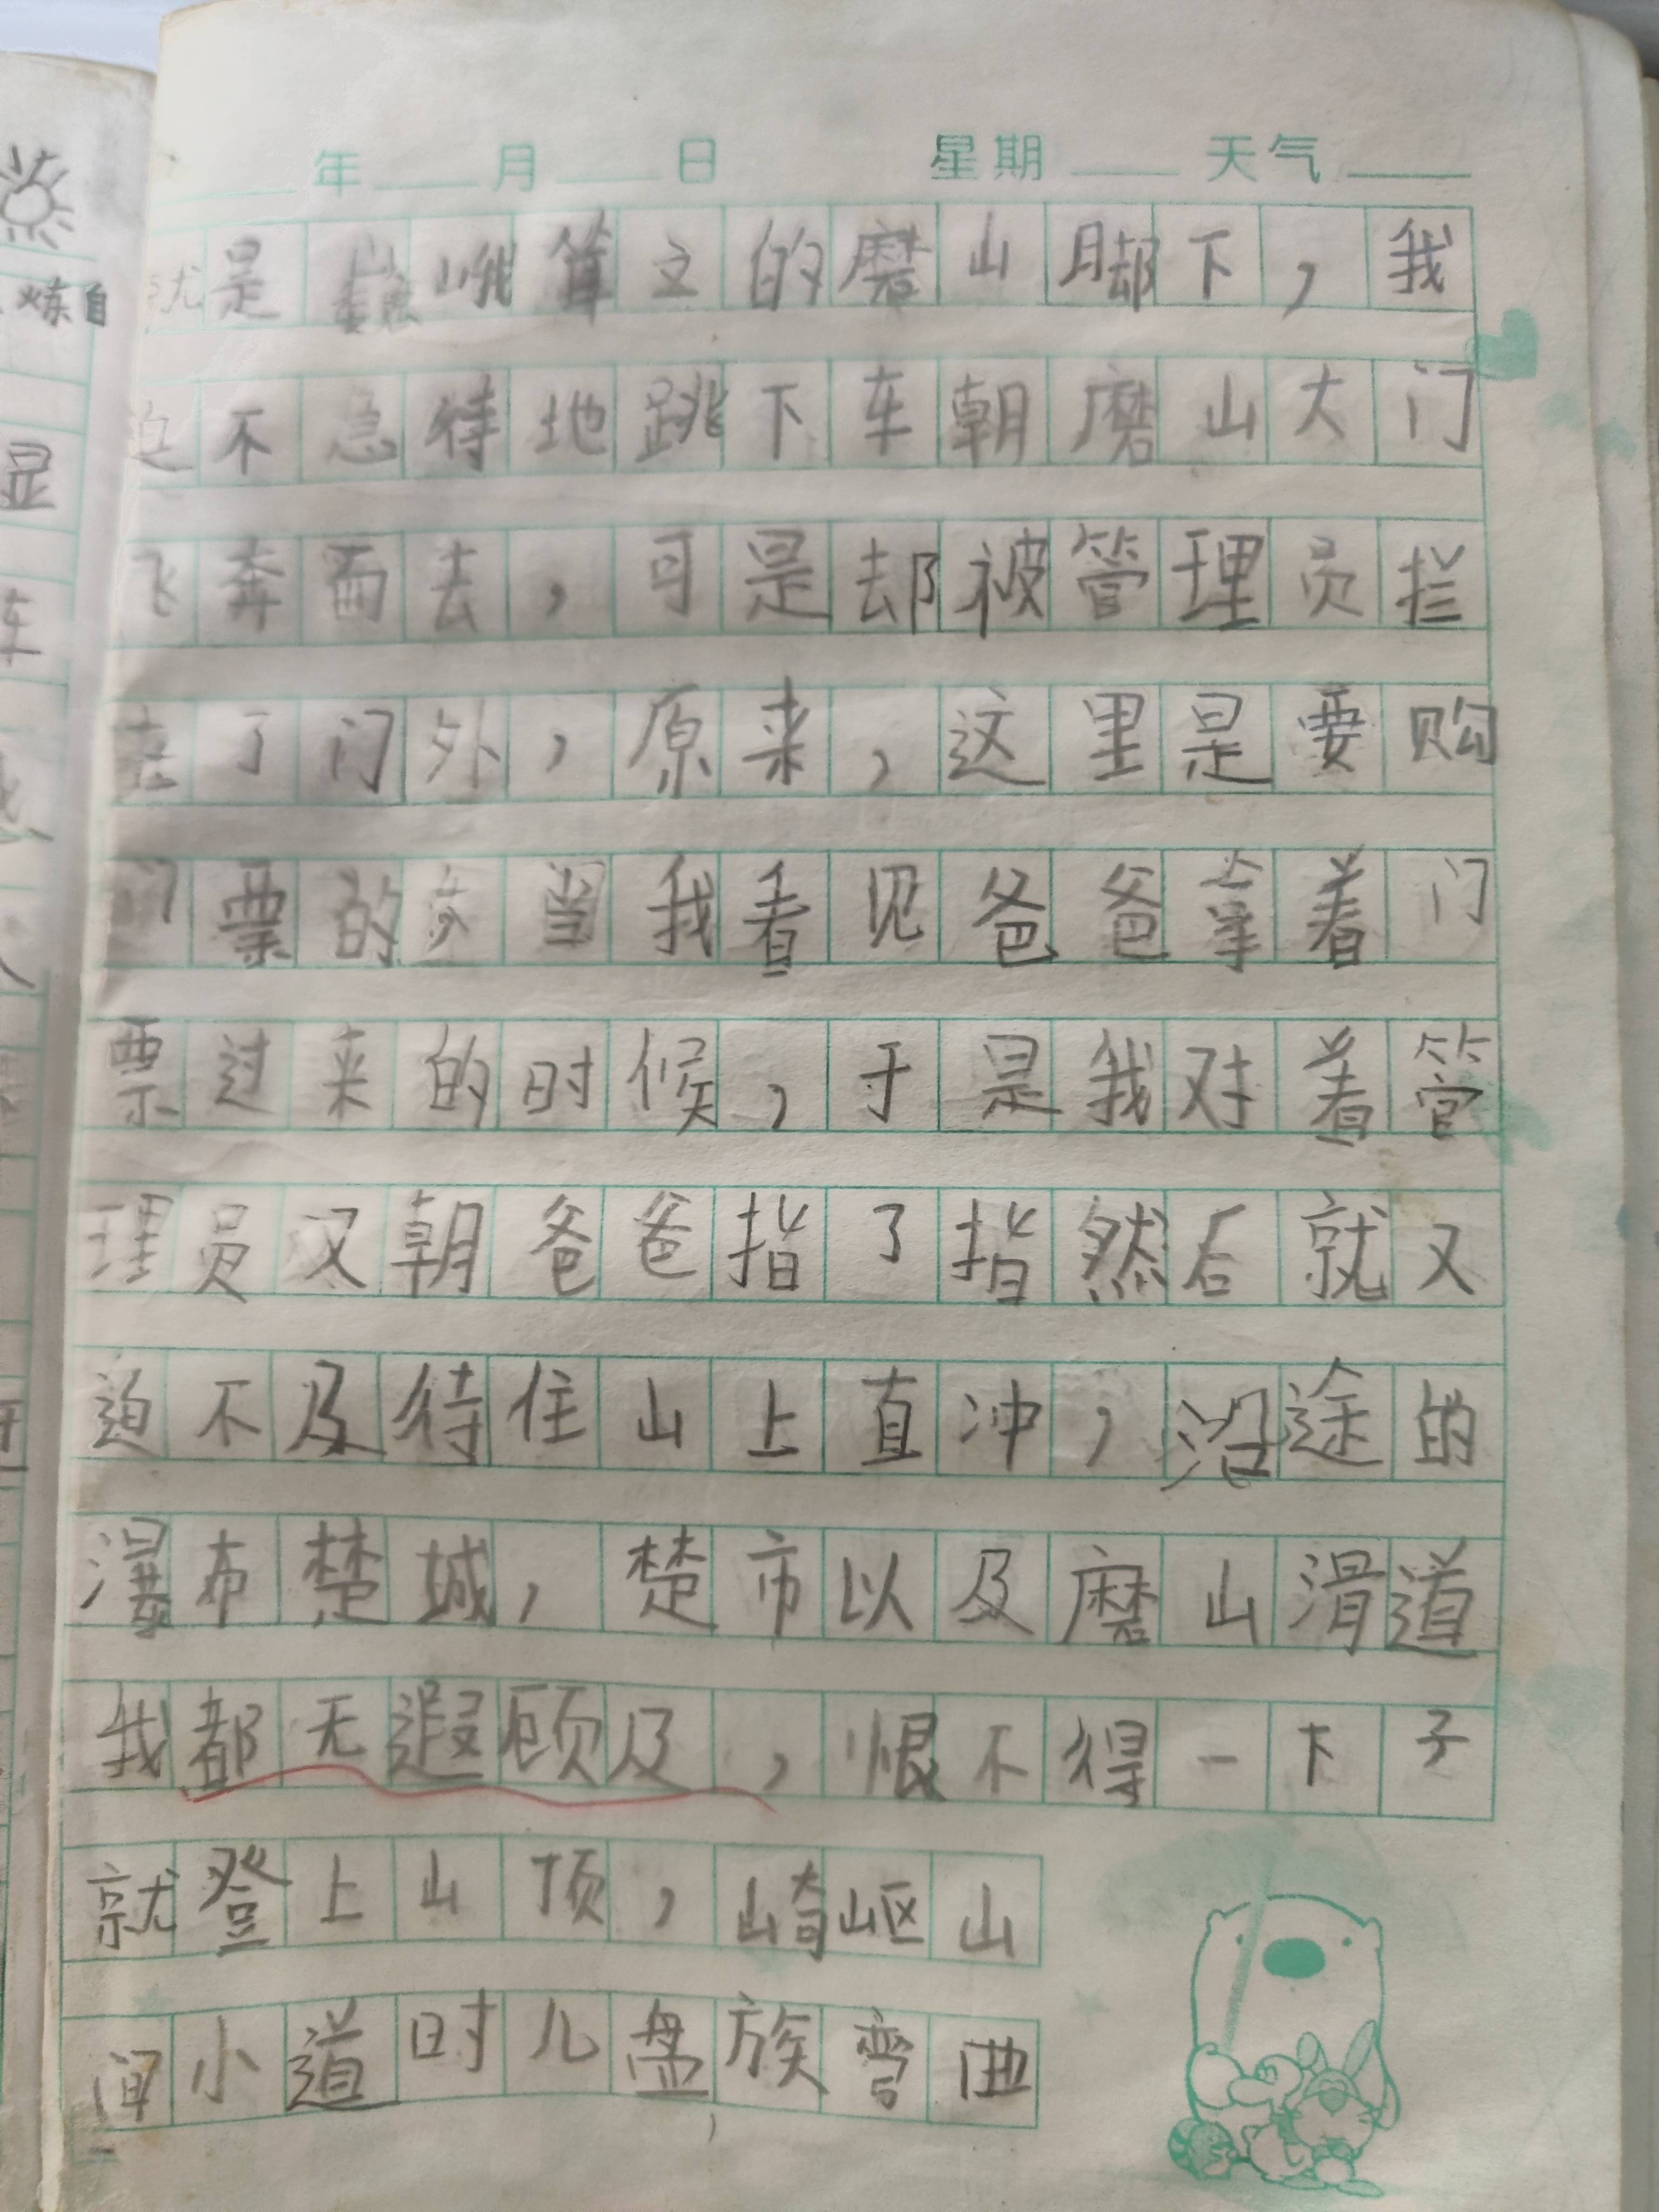 年 月 日 星期 天气
就是巍峨耸立的磨山脚下，我
迫不急待地跳下车朝磨山大门
飞奔而去，可是却被管理员拦
了门外，原来，这里是要购
门票的 当我看见爸爸拿着门
票过来的时候，于是我对着管
理员又朝爸爸指了指然后就又
迫不及待住山上直冲，沿途的
瀑布楚城，楚市以及磨山滑道
我都无遐顾及，恨不得一下子
就登上山顶，崎岖山
间小道时儿盘族弯曲，
炼自
显
车